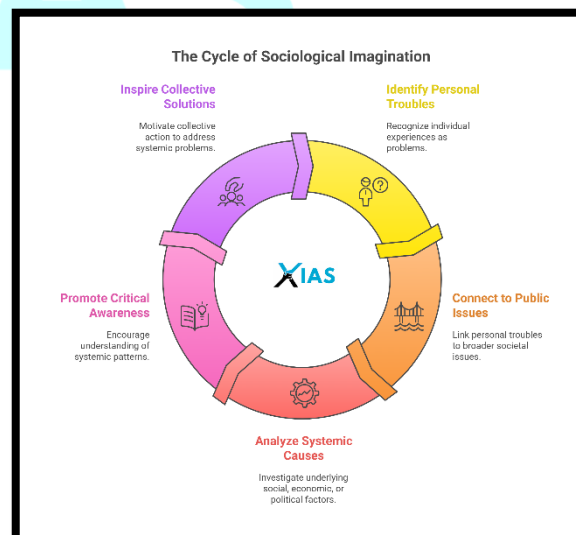 The Cycle of Sociological Imagination
Inspire Collective
Solutions
Motivate collective
action to address
systemic problems.
Identify Personal
Troubles
Recognize individual
experiences as
problems.
XIAS
Promote Critical
Awareness
Encourage
understanding of
systemic patterns.
Connect to Public
Issues
Link personal troubles
to broader societal
issues.
Analyze Systemic
Causes
Investigate underlying
social, economic, or
political factors.